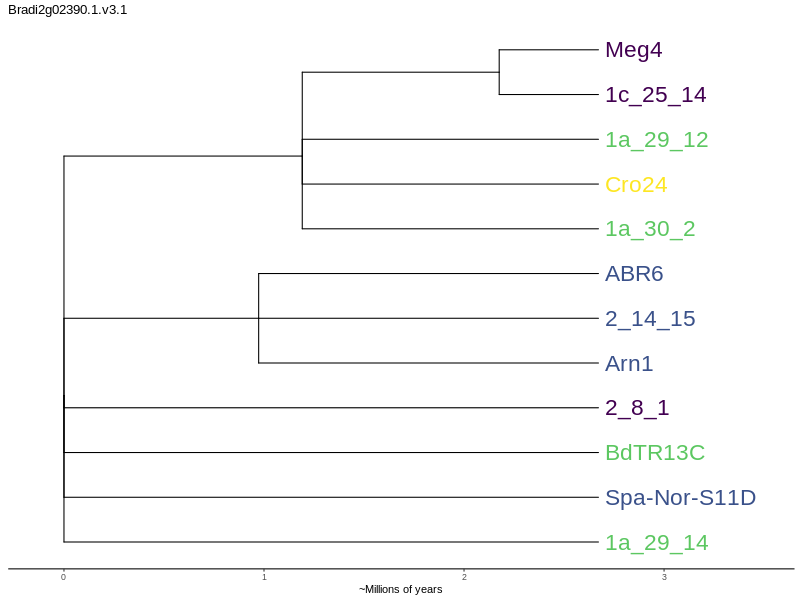 Bradi2g02390.1.v3.1
Meg4
1c_25_14
1a_29_12
Cro24
1a_30_2
ABR6
2_14_15
Arn1
2_8_1
BdTR13C
Spa-Nor-S11D
1a_29_14
0 1 2 3
~Millions of years